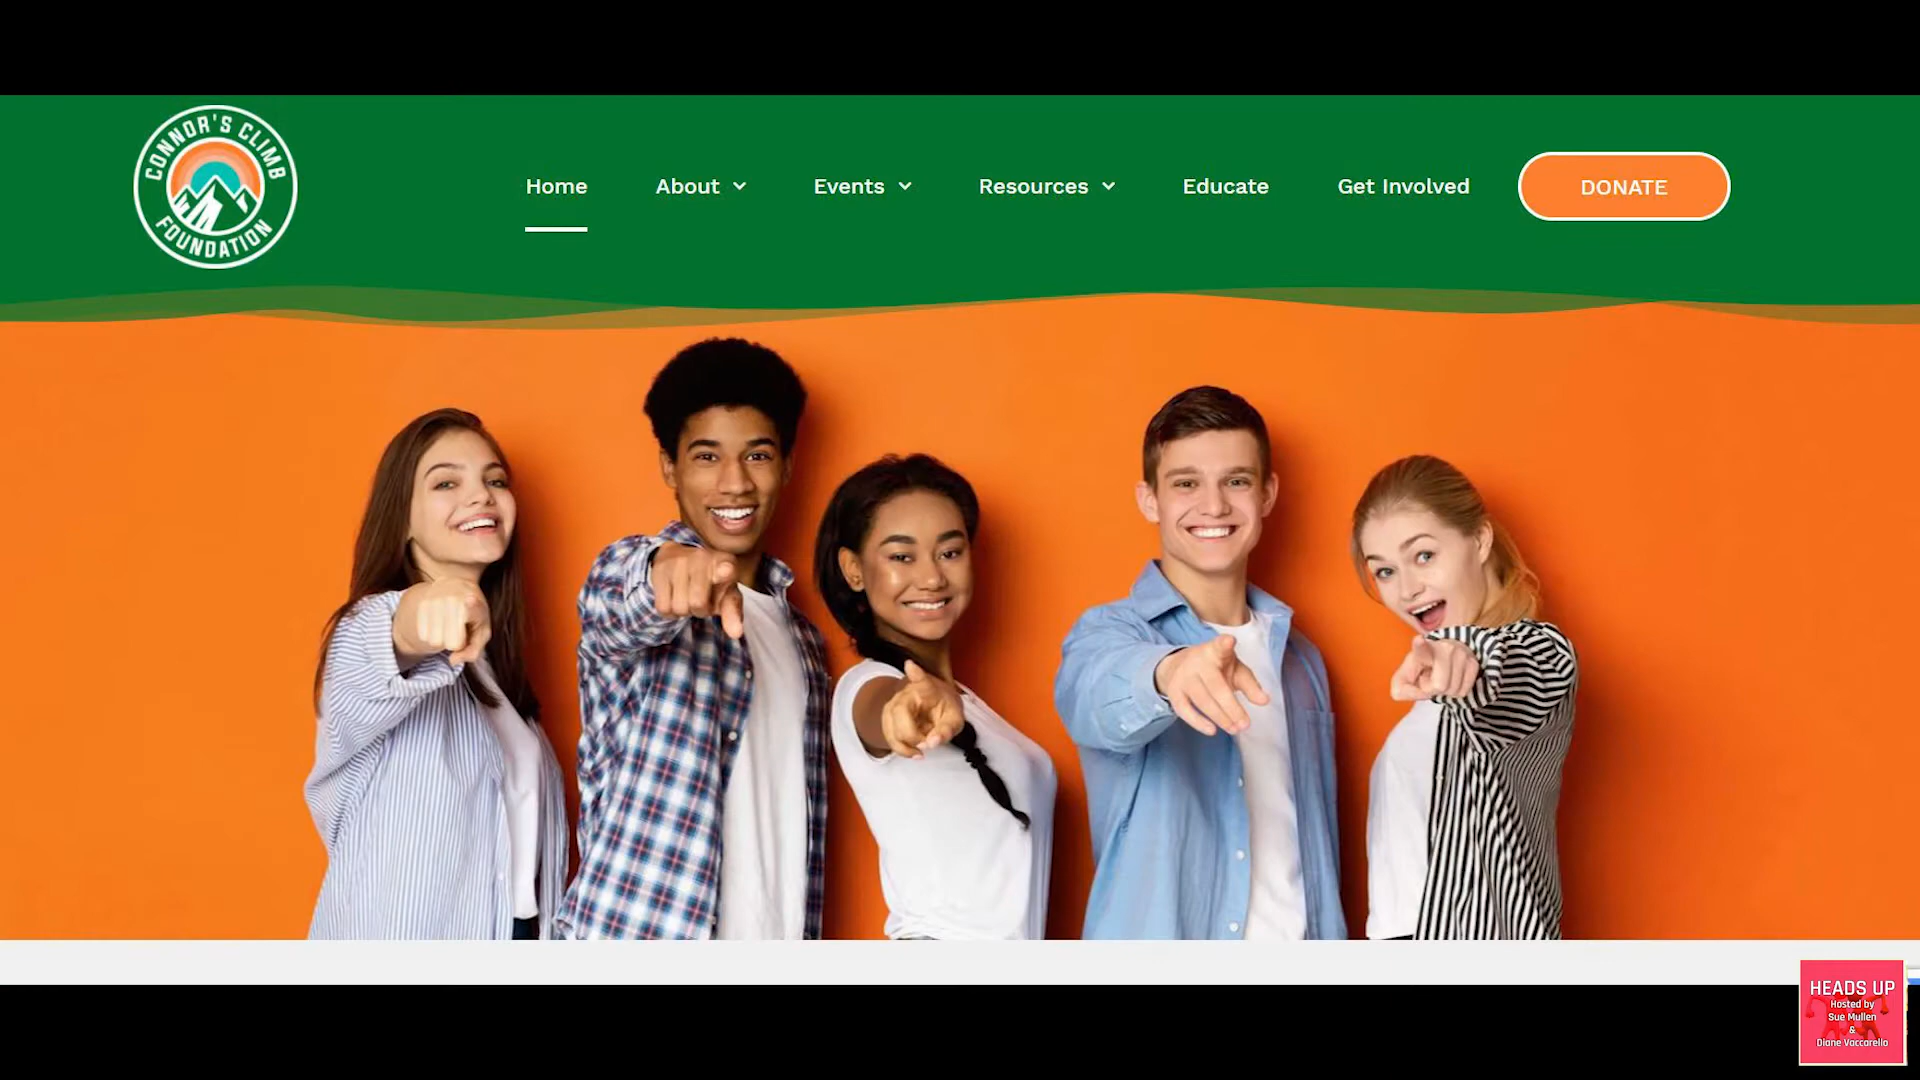 CONNOR'S CLIMB
FOUNDATION
Home
About
Events
Resources
Educate
Get Involved
DONATE
HEADS UP
Hosted by
Sue Mullen
&
Diane Vaccarello